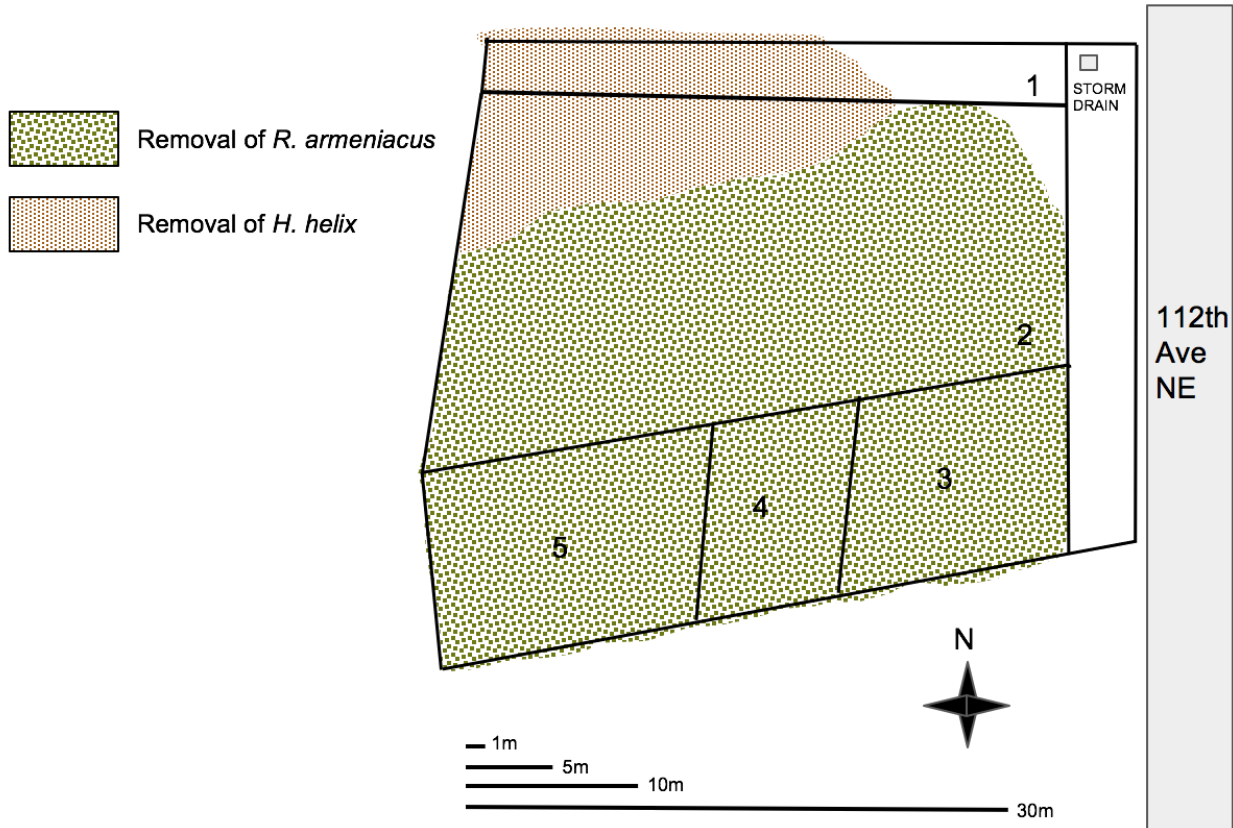 Removal of R. armeniacus
Removal of H. helix
1
STORM
DRAIN
2
112th
Ave
NE
3
4
5
N
1m
5m
10m
30m